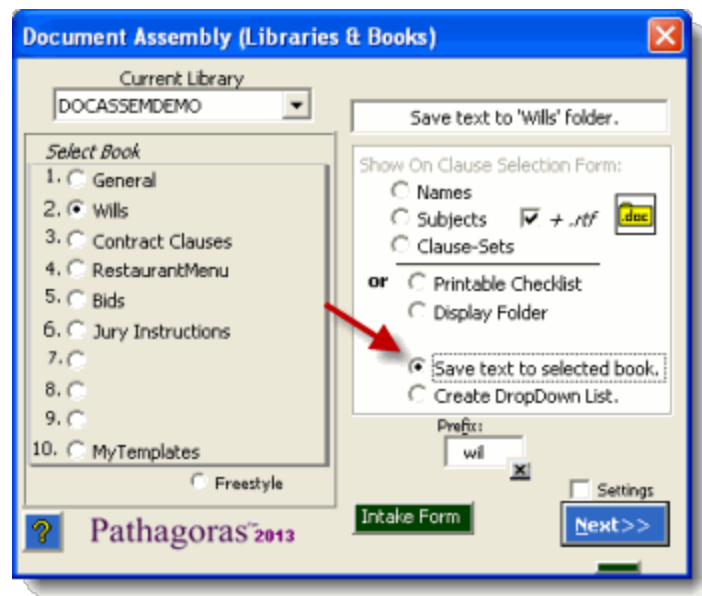 Document Assembly (Libraries & Books)
Current Library
DOCASSEMDEMO
Select Book
1. General
2. Wills
3. Contract Clauses
4. RestaurantMenu
5. Bids
6. Jury Instructions
7.
8.
9.
10. MyTemplates
Freestyle
? Pathagoras™2013
Save text to 'Wills' folder.
Show On Clause Selection Form:
Names
Subjects + .rtf .doc
Clause-Sets
or Printable Checklist
Display Folder
Save text to selected book.
Create DropDown List.
Prefix:
wil
x
Settings
Intake Form
Next>>